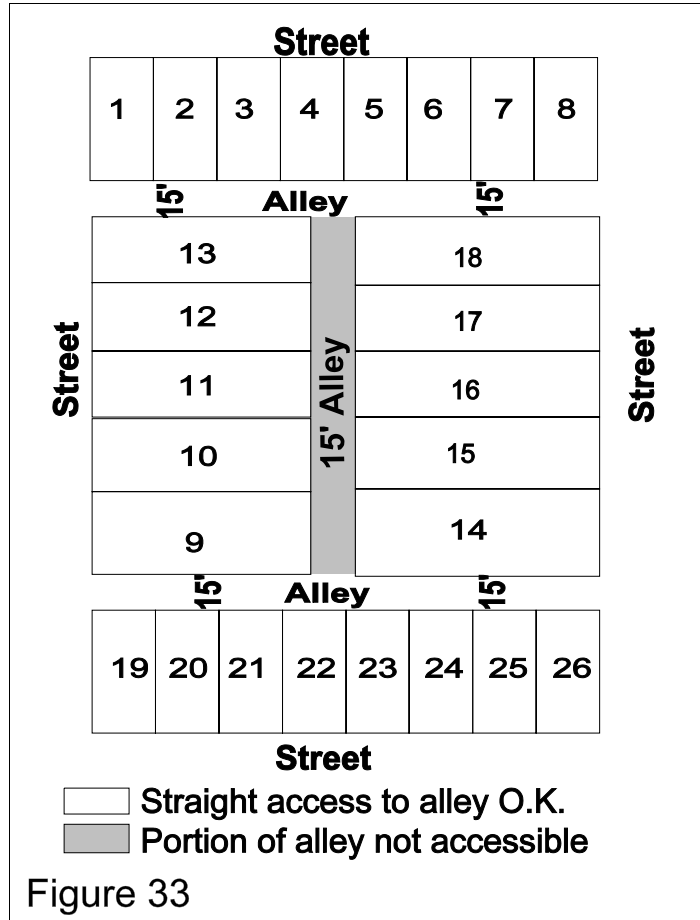 Street
1 2 3 4 5 6 7 8
15' Alley 15'
13
18
12
17
Street
Street
15' Alley
11
16
10
15
9
14
15' Alley 15'
19 20 21 22 23 24 25 26
Street
Straight access to alley O.K.
Portion of alley not accessible
Figure 33